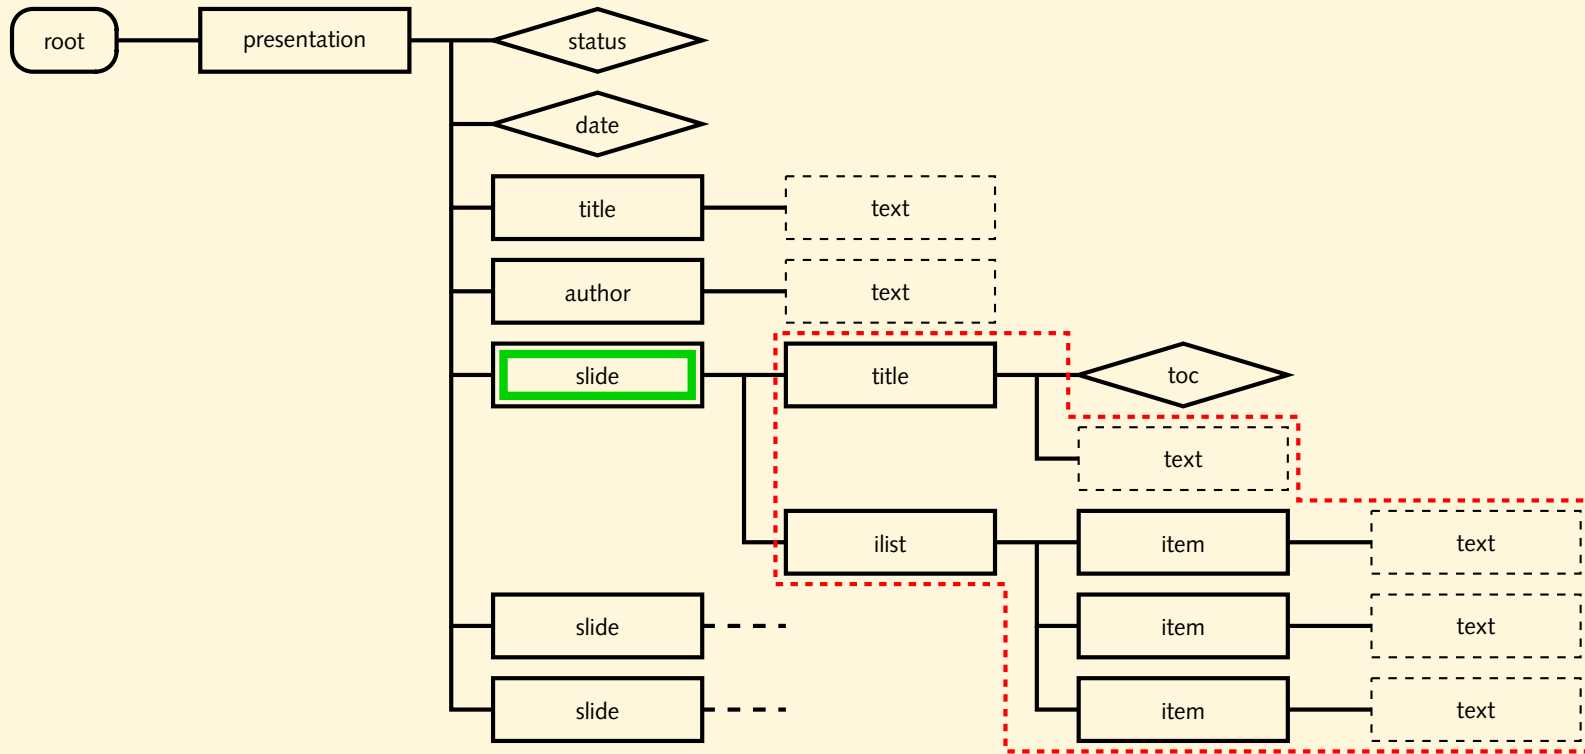 root presentation status
date
title text
author text
slide title toc
text
ilist item text
slide item text
slide item text